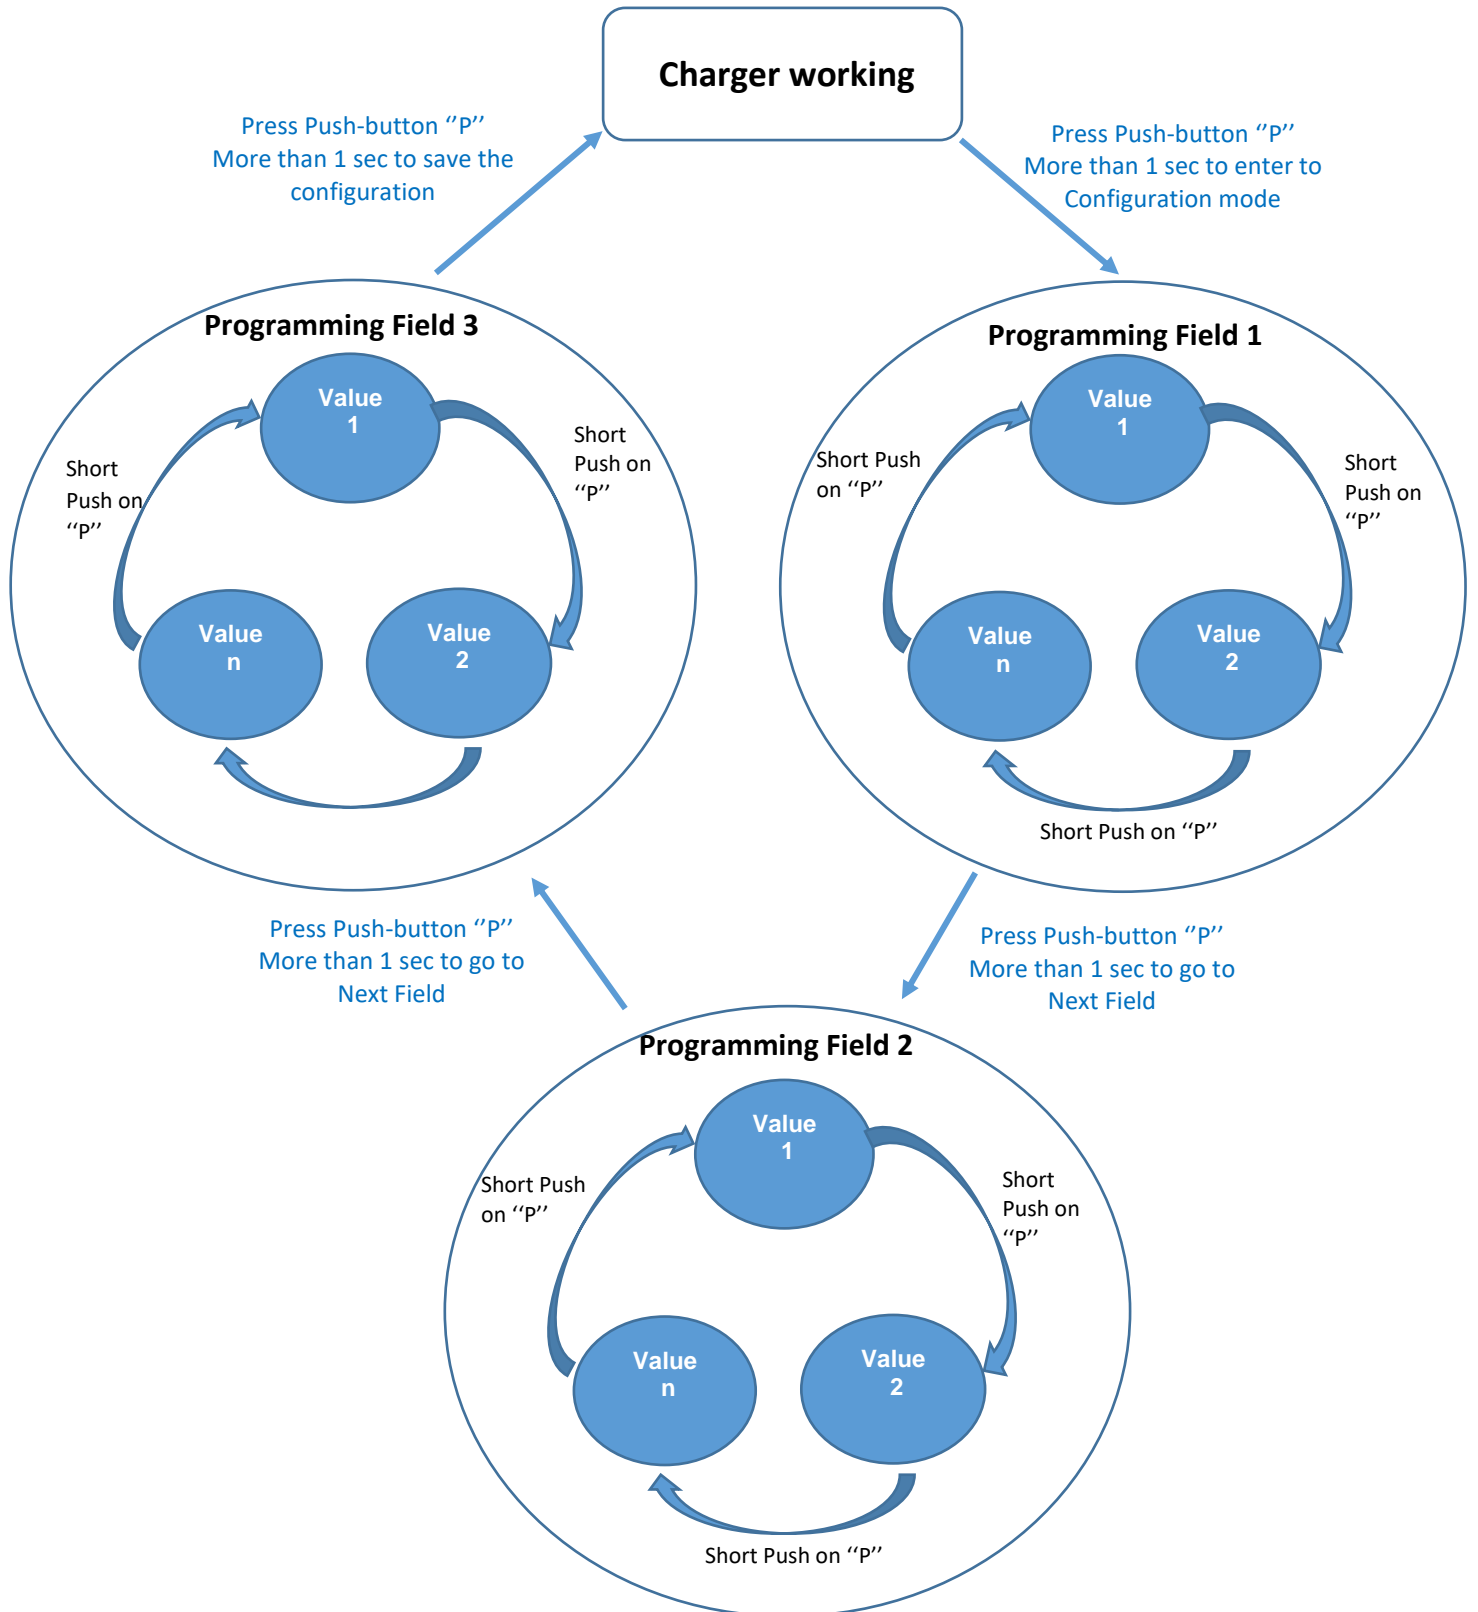 Charger working
Press Push-button ‘‘P’’
More than 1 sec to save the
configuration
Press Push-button ‘‘P’’
More than 1 sec to enter to
Configuration mode
Programming Field 3
Value
1
Short
Push on
‘‘P’’
Short
Push on
‘‘P’’
Value
n
Value
2
Programming Field 1
Value
1
Short Push
on ‘‘P’’
Short
Push on
‘‘P’’
Value
n
Value
2
Short Push on ‘‘P’’
Press Push-button ‘‘P’’
More than 1 sec to go to
Next Field
Press Push-button ‘‘P’’
More than 1 sec to go to
Next Field
Programming Field 2
Value
1
Short Push
on ‘‘P’’
Short
Push on
‘‘P’’
Value
n
Value
2
Short Push on ‘‘P’’